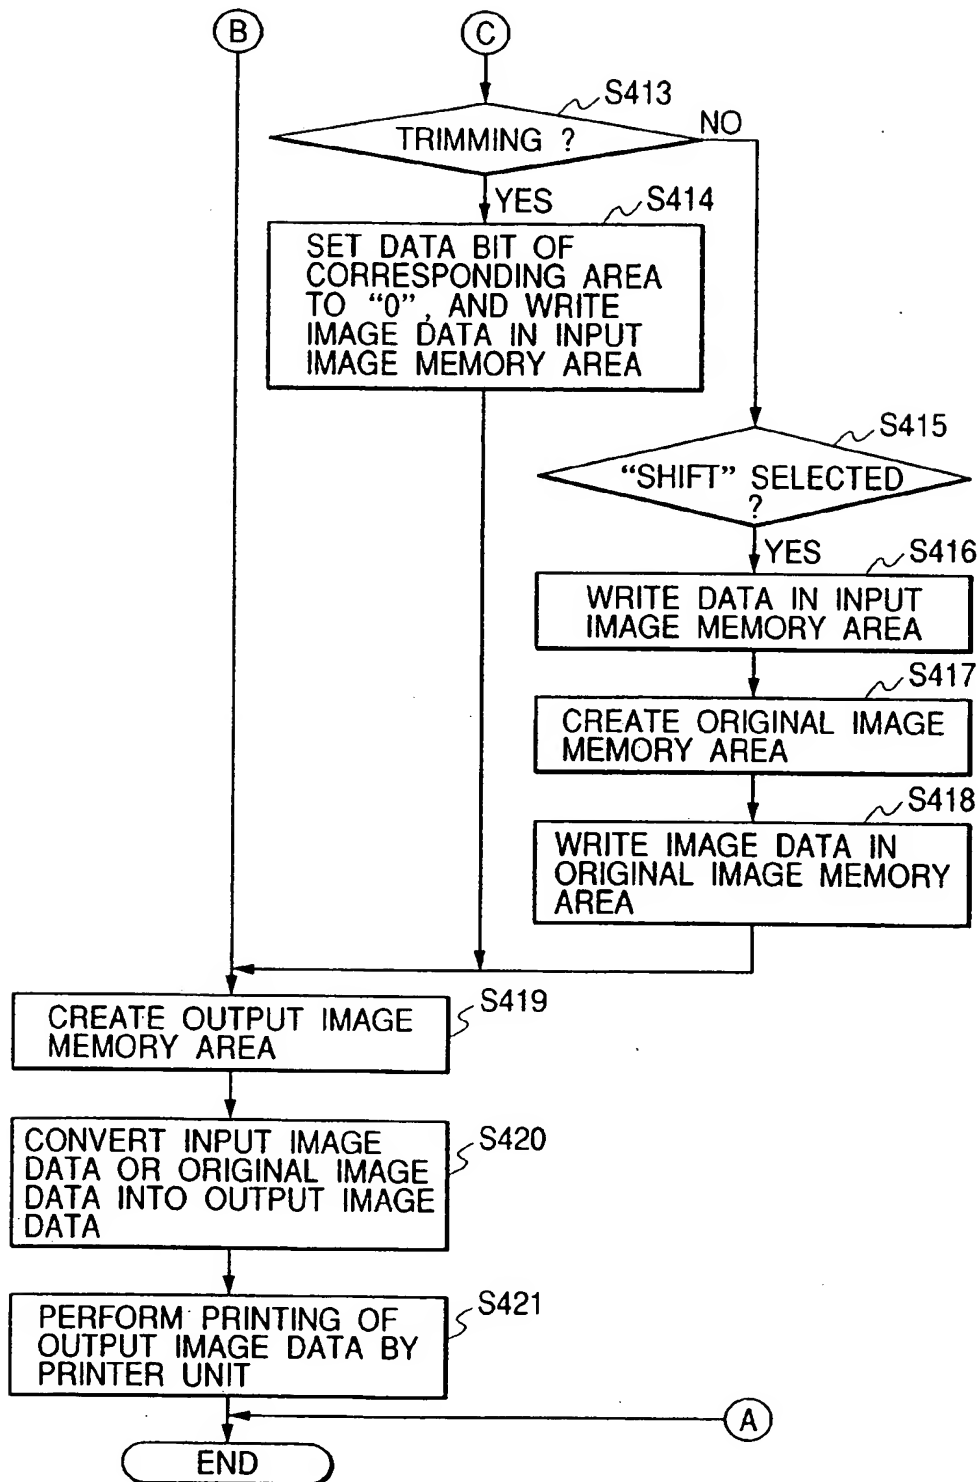 B
C
S413
TRIMMING ?
NO
YES
S414
SET DATA BIT OF
CORRESPONDING AREA
TO “0”, AND WRITE
IMAGE DATA IN INPUT
IMAGE MEMORY AREA
S415
“SHIFT” SELECTED
?
YES
S416
WRITE DATA IN INPUT
IMAGE MEMORY AREA
S417
CREATE ORIGINAL IMAGE
MEMORY AREA
S418
WRITE IMAGE DATA IN
ORIGINAL IMAGE MEMORY
AREA
S419
CREATE OUTPUT IMAGE
MEMORY AREA
S420
CONVERT INPUT IMAGE
DATA OR ORIGINAL IMAGE
DATA INTO OUTPUT IMAGE
DATA
S421
PERFORM PRINTING OF
OUTPUT IMAGE DATA BY
PRINTER UNIT
A
END